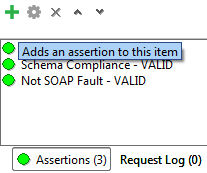 Adds an assertion to this item
Schema Compliance - VALID
Not SOAP Fault - VALID
Assertions (3) Request Log (0)